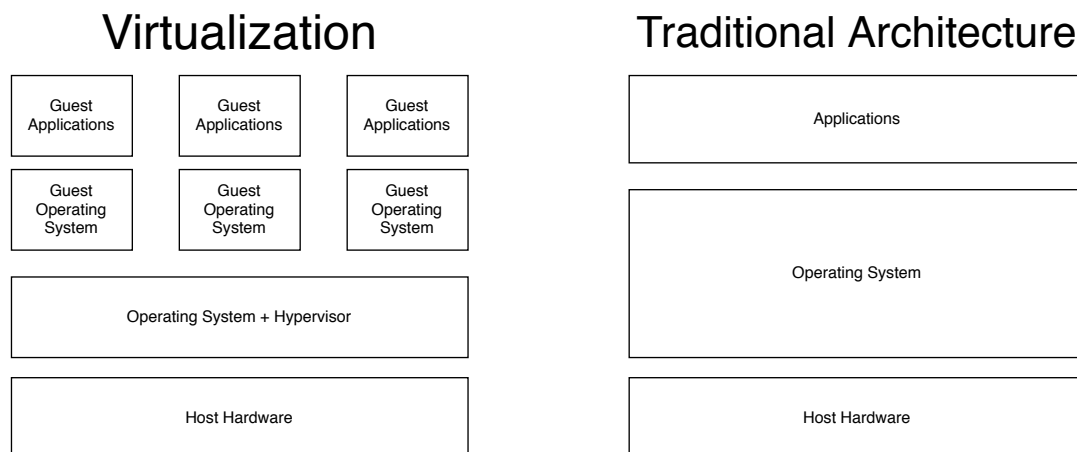 Virtualization
Guest
Applications
Guest
Applications
Guest
Applications
Guest
Operating
System
Guest
Operating
System
Guest
Operating
System
Operating System + Hypervisor
Host Hardware
Traditional Architecture
Applications
Operating System
Host Hardware